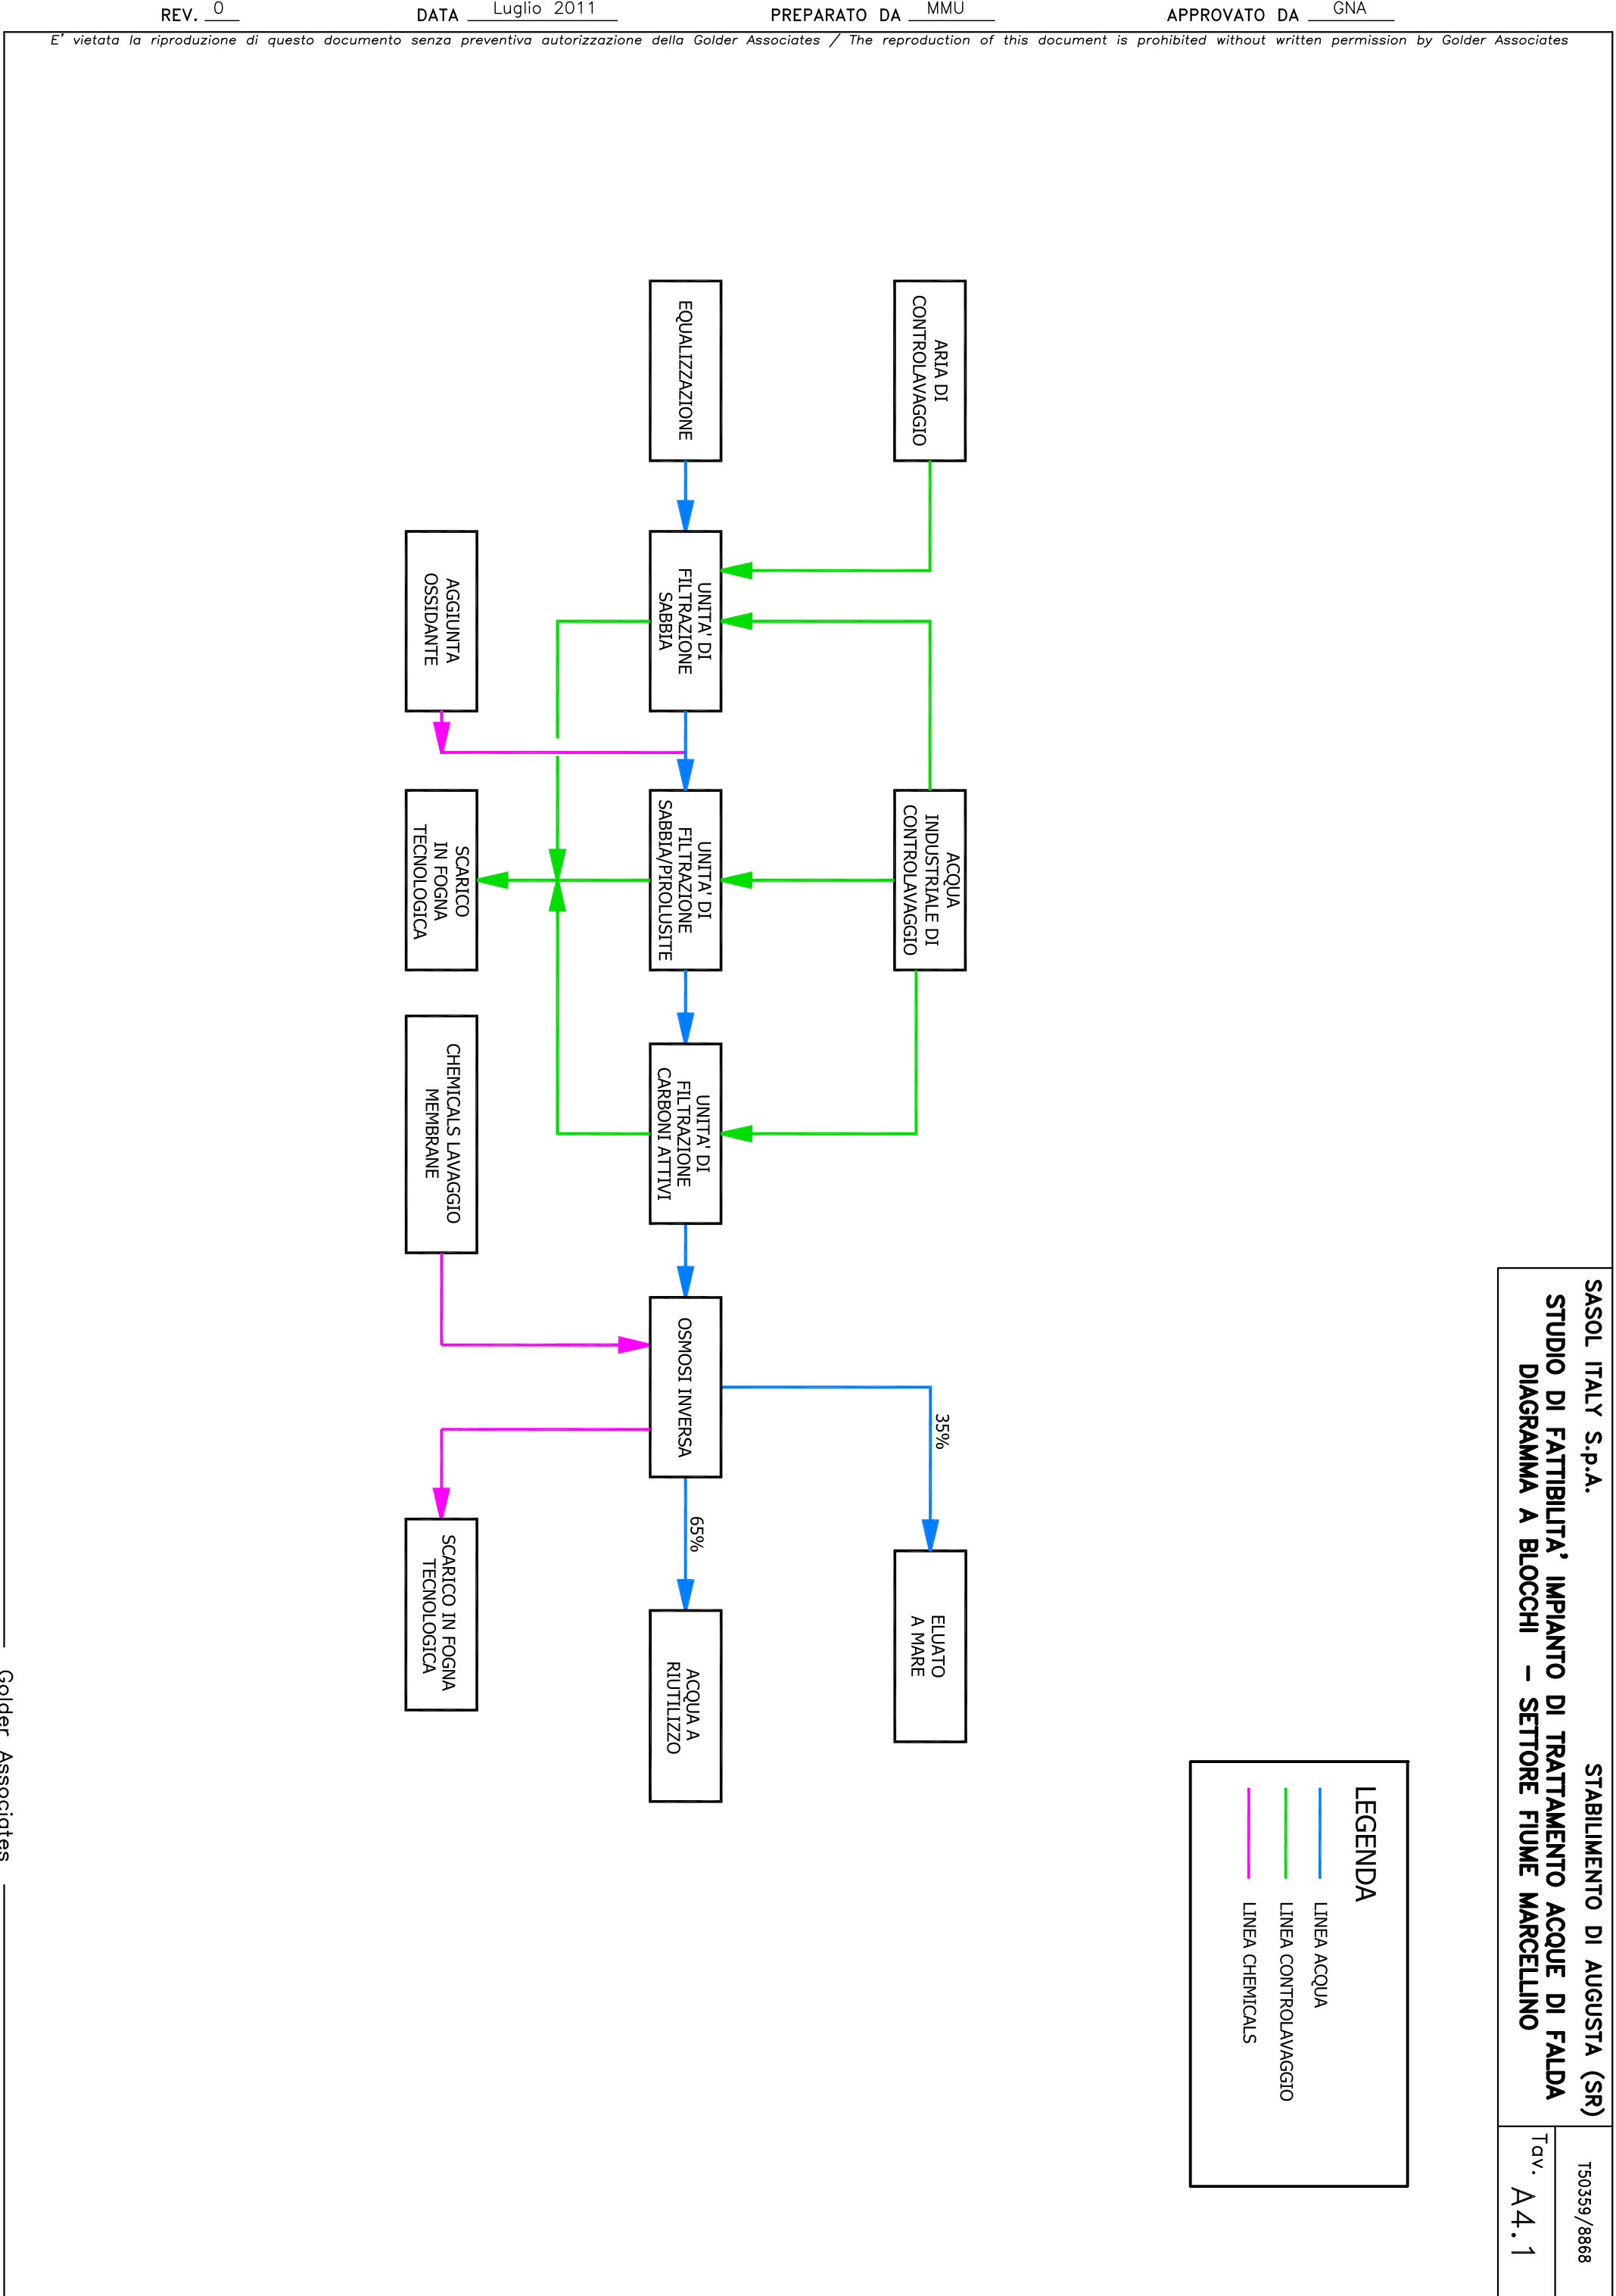 REV. 0 DATA Luglio 2011 PREPARATO DA MMU APPROVATO DA GNA
E' vietata la riproduzione di questo documento senza preventiva autorizzazione della Golder Associates / The reproduction of this document is prohibited without written permission by Golder Associates
SASOL ITALY S.p.A. STABILIMENTO DI AUGUSTA (SR)
STUDIO DI FATTIBILITA' IMPIANTO DI TRATTAMENTO ACQUE DI FALDA
DIAGRAMMA A BLOCCHI - SETTORE FIUME MARCELLINO
T50359/8868
Tav. A4.1
LEGENDA
LINEA ACQUA
LINEA CONTROLAVAGGIO
LINEA CHEMICALS
ARIA DI
CONTROLAVAGGIO
ACQUA
INDUSTRIALE DI
CONTROLAVAGGIO
35%
ELUATO
A MARE
EQUALIZZAZIONE
UNITA' DI
FILTRAZIONE
SABBIA
UNITA' DI
FILTRAZIONE
SABBIA/PIROLUSITE
UNITA' DI
FILTRAZIONE
CARBONI ATTIVI
OSMOSI INVERSA
65%
ACQUA A
RIUTILIZZO
AGGIUNTA
OSSIDANTE
SCARICO
IN FOGNA
TECNOLOGICA
CHEMICALS LAVAGGIO
MEMBRANE
SCARICO IN FOGNA
TECNOLOGICA
Golder Associates